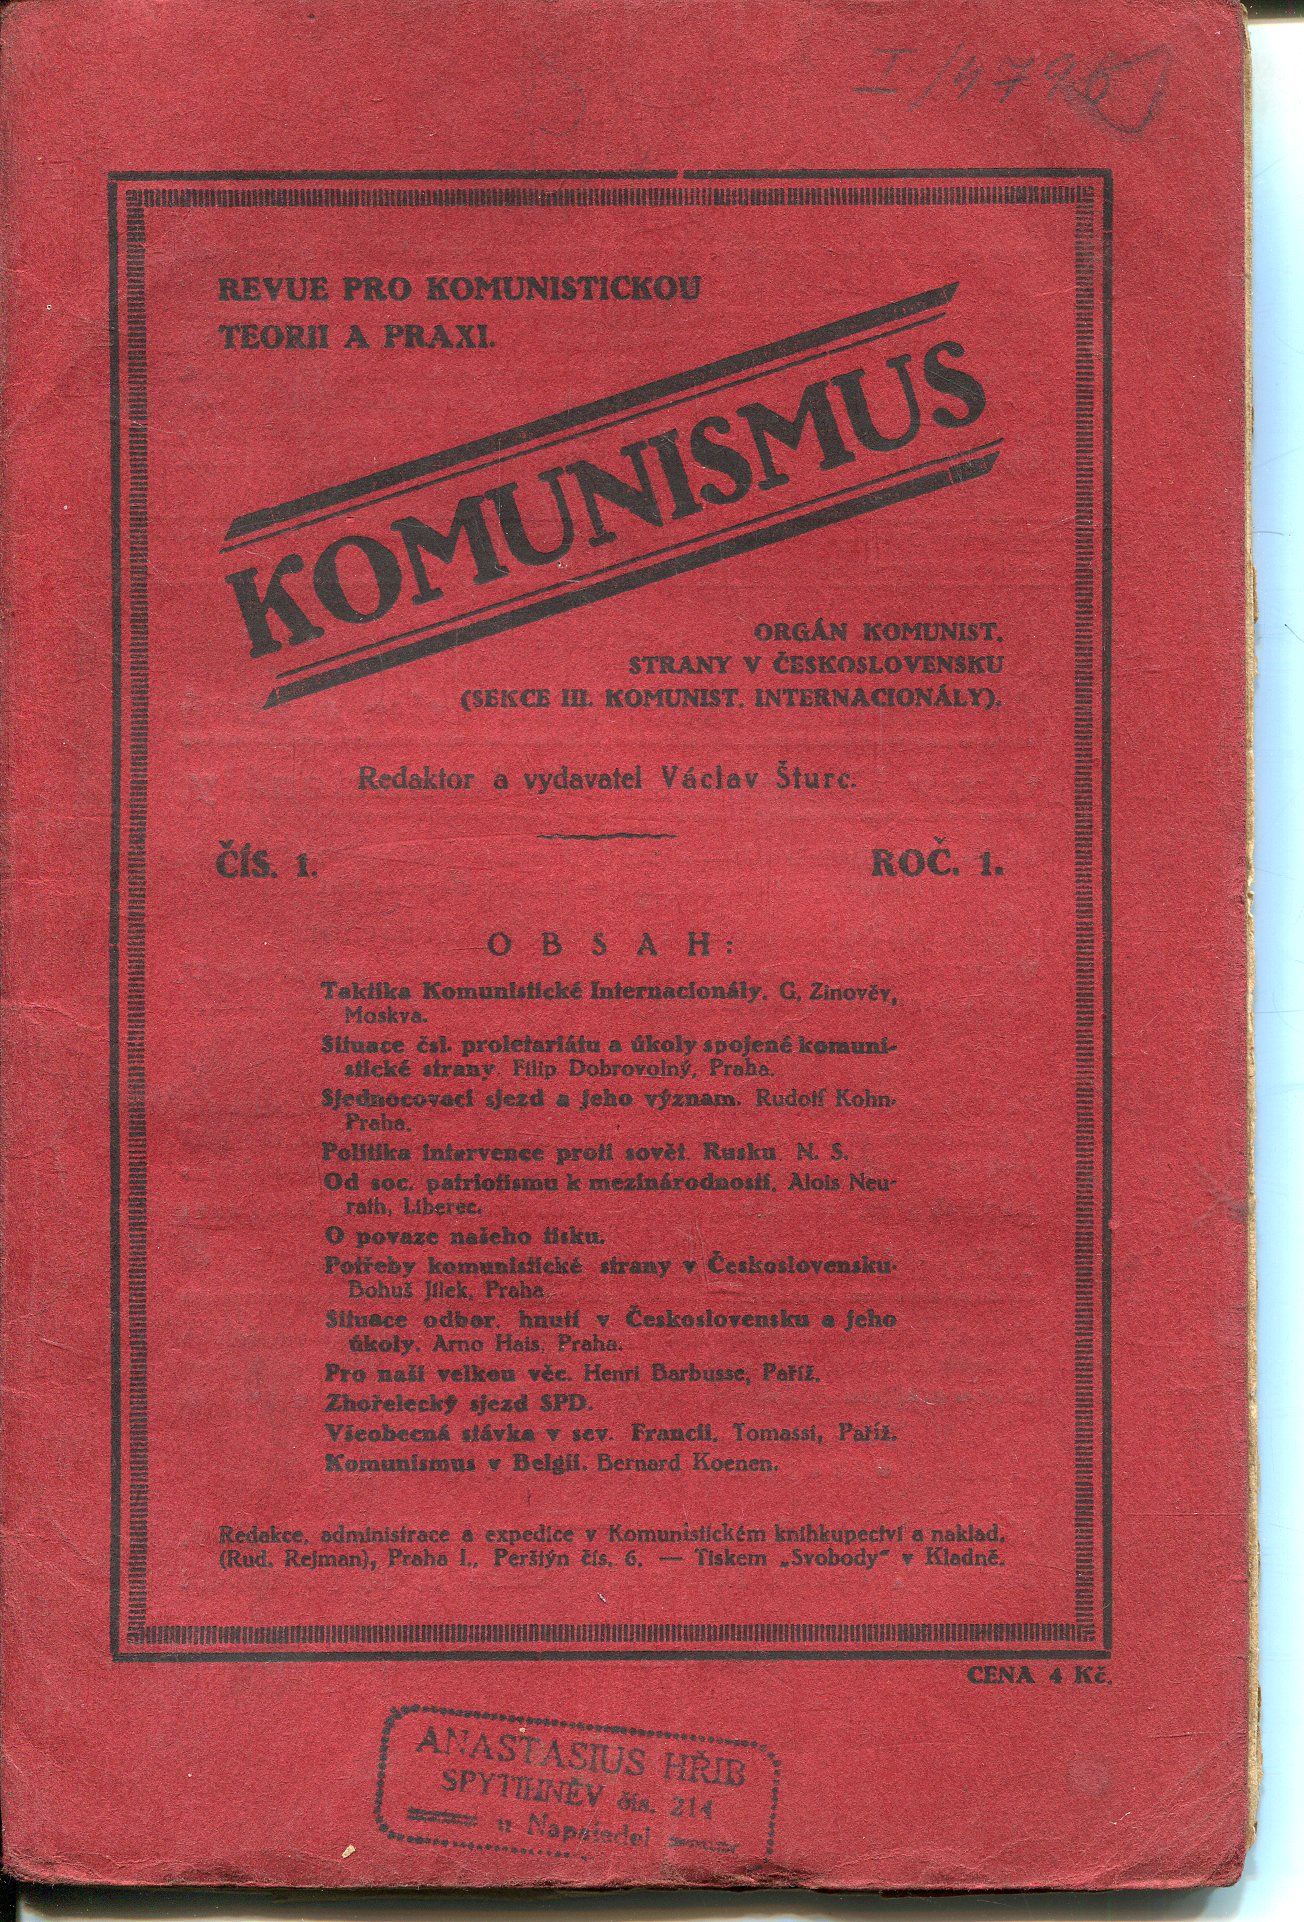 I/4796
REVUE PRO KOMUNISTICKOU
TEORII A PRAXI.
KOMUNISMUS
ORGÁN KOMUNIST.
STRANY V ČESKOSLOVENSKU
(SEKCE III. KOMUNIST. INTERNACIONÁLY).
Redaktor a vydavatel Václav Šturc.
ČÍS. 1.
ROČ. 1.
OBSAH:
Taktika Komunistické Internacionály. G. Zinověv,
Moskva.
Situace čsl. proletariátu a úkoly spojené komuni-
stické strany. Filip Dobrovolný, Praha.
Sjednocovací sjezd a jeho význam. Rudolf Kohn,
Praha.
Politika intervence proti sovět. Rusku. N. S.
Od soc. patriotismu k mezinárodnosti. Alois Neu-
rath, Liberec.
O povaze našeho tisku.
Potřeby komunistické strany v Československu.
Bohuš Jílek, Praha.
Situace odbor. hnutí v Československu a jeho
úkoly. Arno Hais, Praha.
Pro naši velkou věc. Henri Barbusse, Paříž.
Zhořelecký sjezd SPD.
Všeobecná stávka v sev. Francii. Tomassi, Paříž.
Komunismus v Belgii. Bernard Koenen.
Redakce, administrace a expedice v Komunistickém knihkupectví a naklad.
(Rud. Rejman), Praha I., Perštýn čís. 6. — Tiskem „Svobody" v Kladně.
CENA 4 Kč.
ANASTASIUS HŘIB
SPYTIHNĚV čís. 214
u Napajedel